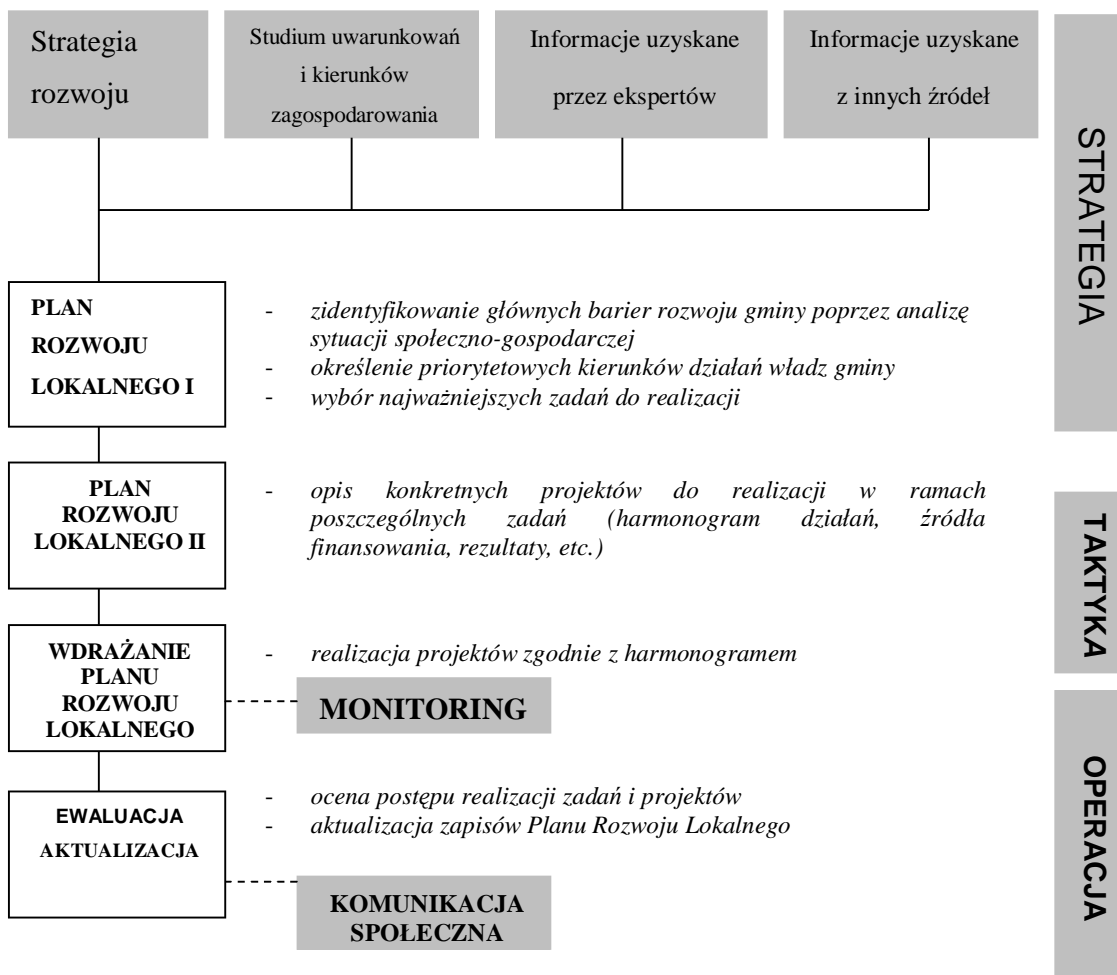 Strategia
rozwoju
Studium uwarunkowań
i kierunków
zagospodarowania
Informacje uzyskane
przez ekspertów
Informacje uzyskane
z innych źródeł
STRATEGIA
PLAN
ROZWOJU
LOKALNEGO I
- zidentyfikowanie głównych barier rozwoju gminy poprzez analizę
sytuacji społeczno-gospodarczej
- określenie priorytetowych kierunków działań władz gminy
- wybór najważniejszych zadań do realizacji
PLAN
ROZWOJU
LOKALNEGO II
- opis konkretnych projektów do realizacji w ramach
poszczególnych zadań (harmonogram działań, źródła
finansowania, rezultaty, etc.)
TAKTYKA
WDRAŻANIE
PLANU
ROZWOJU
LOKALNEGO
- realizacja projektów zgodnie z harmonogramem
MONITORING
OPERACJA
EWALUACJA
AKTUALIZACJA
- ocena postępu realizacji zadań i projektów
- aktualizacja zapisów Planu Rozwoju Lokalnego
KOMUNIKACJA
SPOŁECZNA